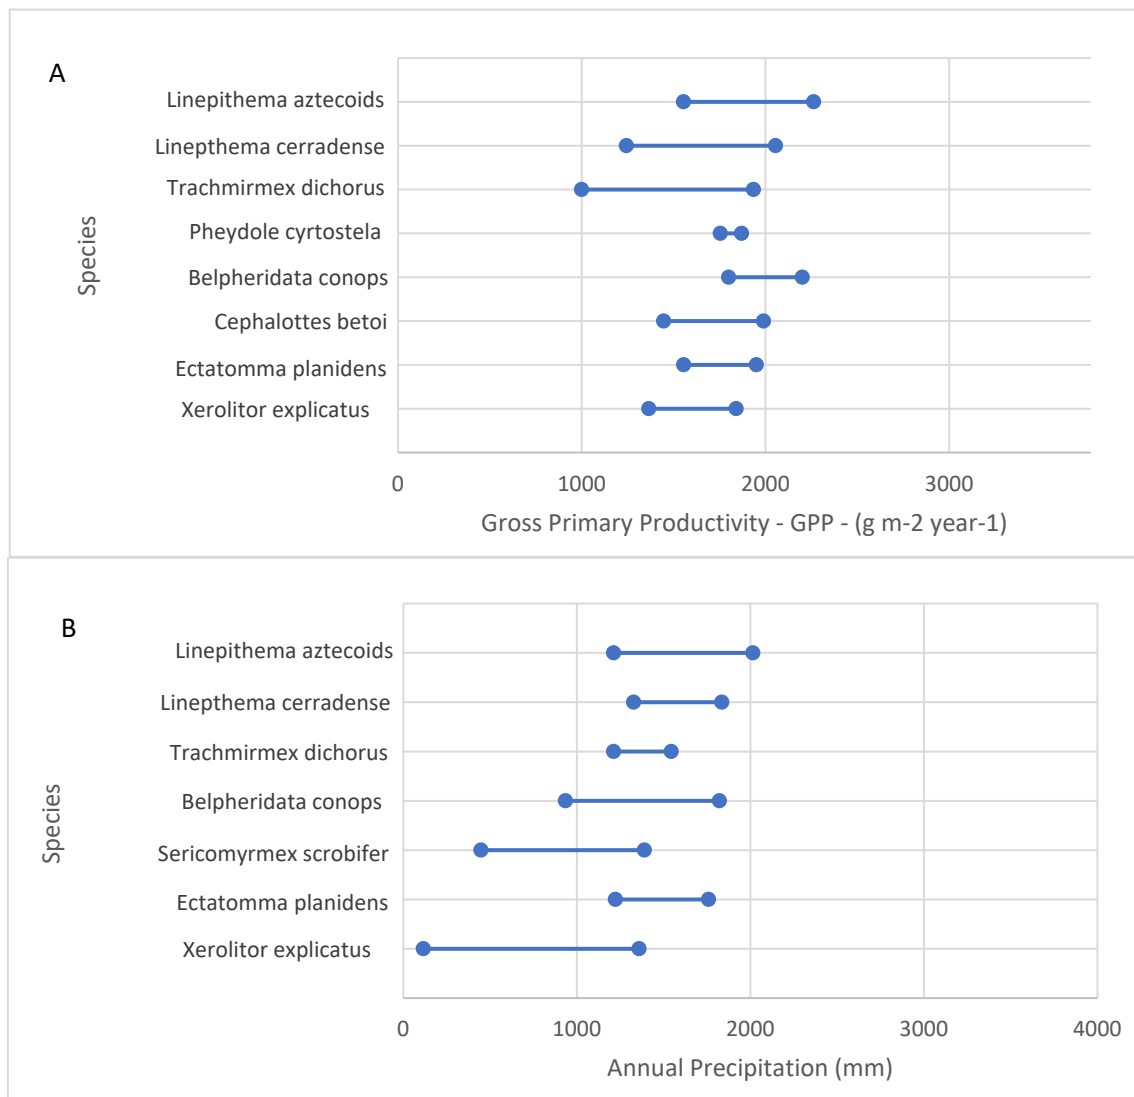 A
Linepithema aztecoids
Linepthema cerradense
Trachmirmex dichorus
Pheydole cyrtostela
Belpheridata conops
Cephalottes betoi
Ectatomma planidens
Xerolitor explicatus
Species
0 1000 2000 3000
Gross Primary Productivity - GPP - (g m-2 year-1)
B
Linepithema aztecoids
Linepthema cerradense
Trachmirmex dichorus
Belpheridata conops
Sericomyrmex scrobifer
Ectatomma planidens
Xerolitor explicatus
Species
0 1000 2000 3000 4000
Annual Precipitation (mm)